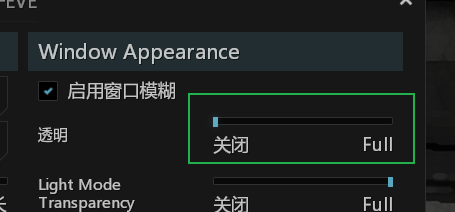 FEVE
Window Appearance
启用窗口模糊
透明
关闭 Full
Light Mode
Transparency
关闭 Full